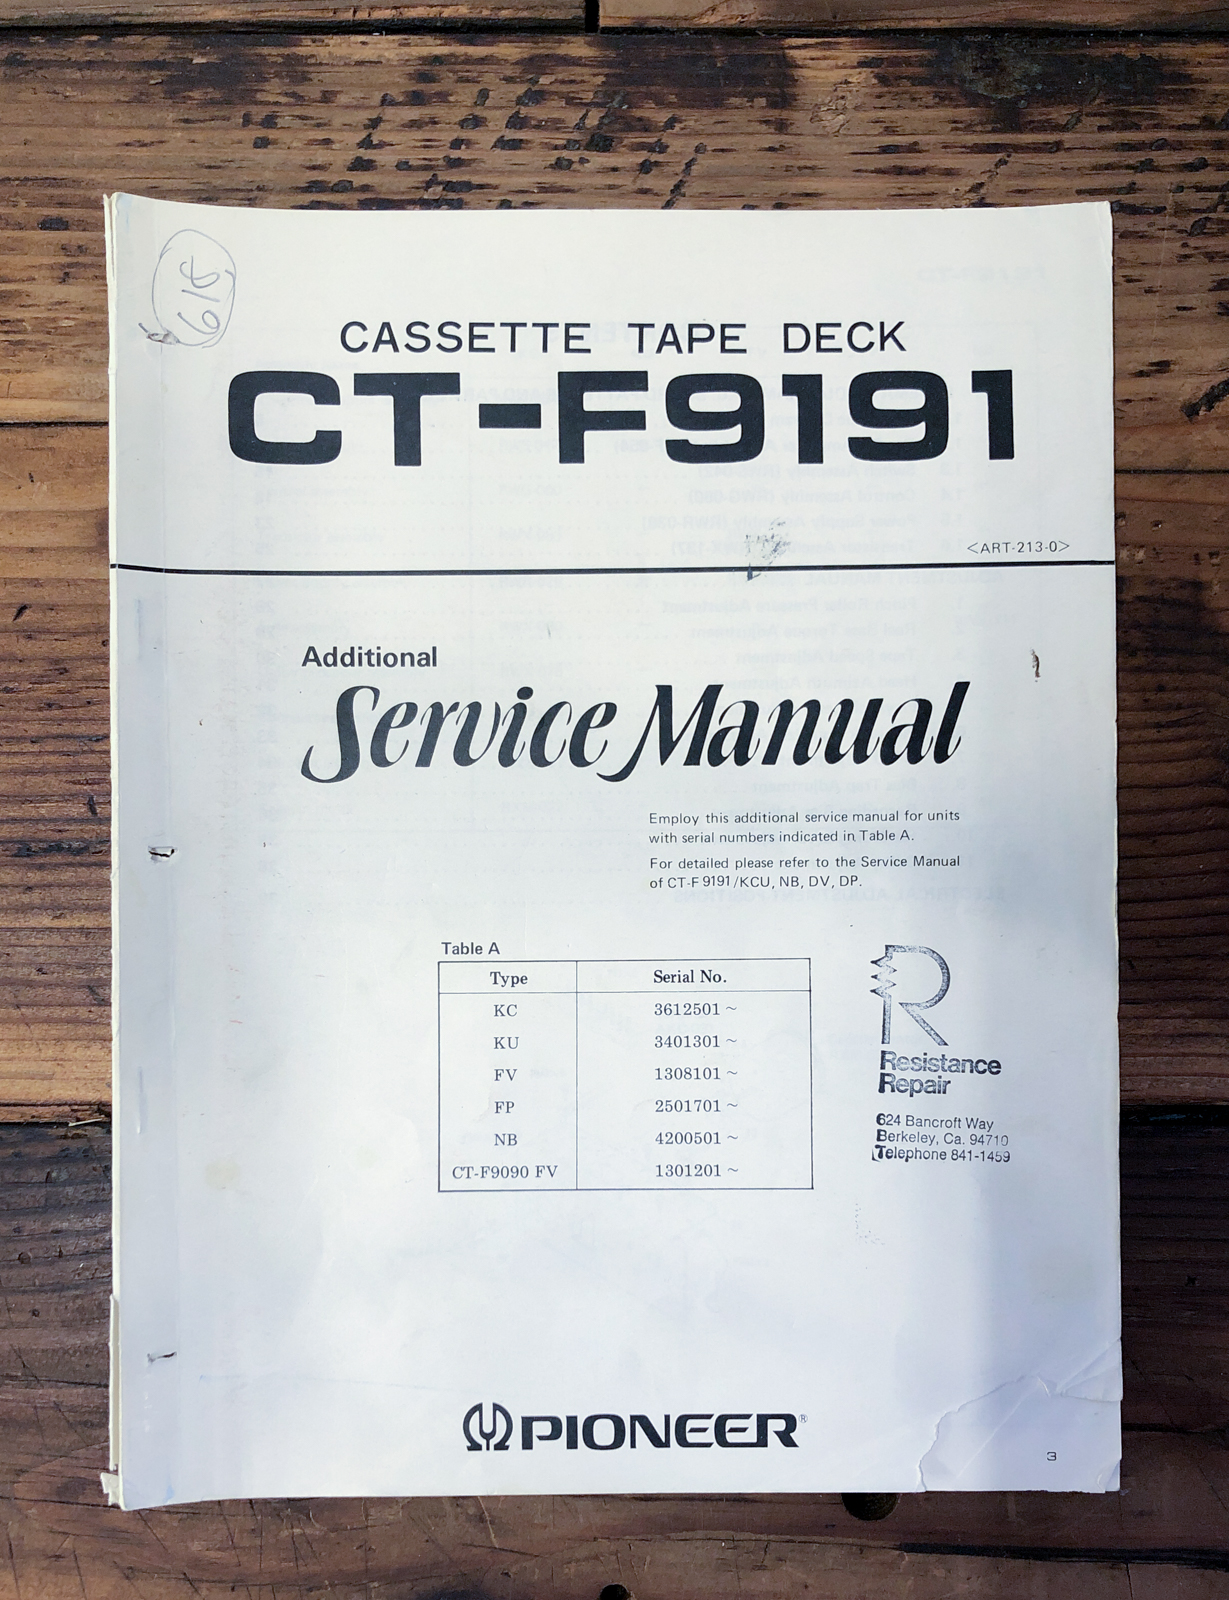 618
CASSETTE TAPE DECK
CT-F9191
<ART-213-0>
Additional
Service Manual
Employ this additional service manual for units
with serial numbers indicated in Table A.
For detailed please refer to the Service Manual
of CT-F 9191/KCU, NB, DV, DP.
Table A
Type Serial No.
KC 3612501 ~
KU 3401301 ~
FV 1308101 ~
FP 2501701 ~
NB 4200501 ~
CT-F9090 FV 1301201 ~
R
Resistance
Repair
624 Bancroft Way
Berkeley, Ca. 94710
Telephone 841-1459
PIONEER®
3